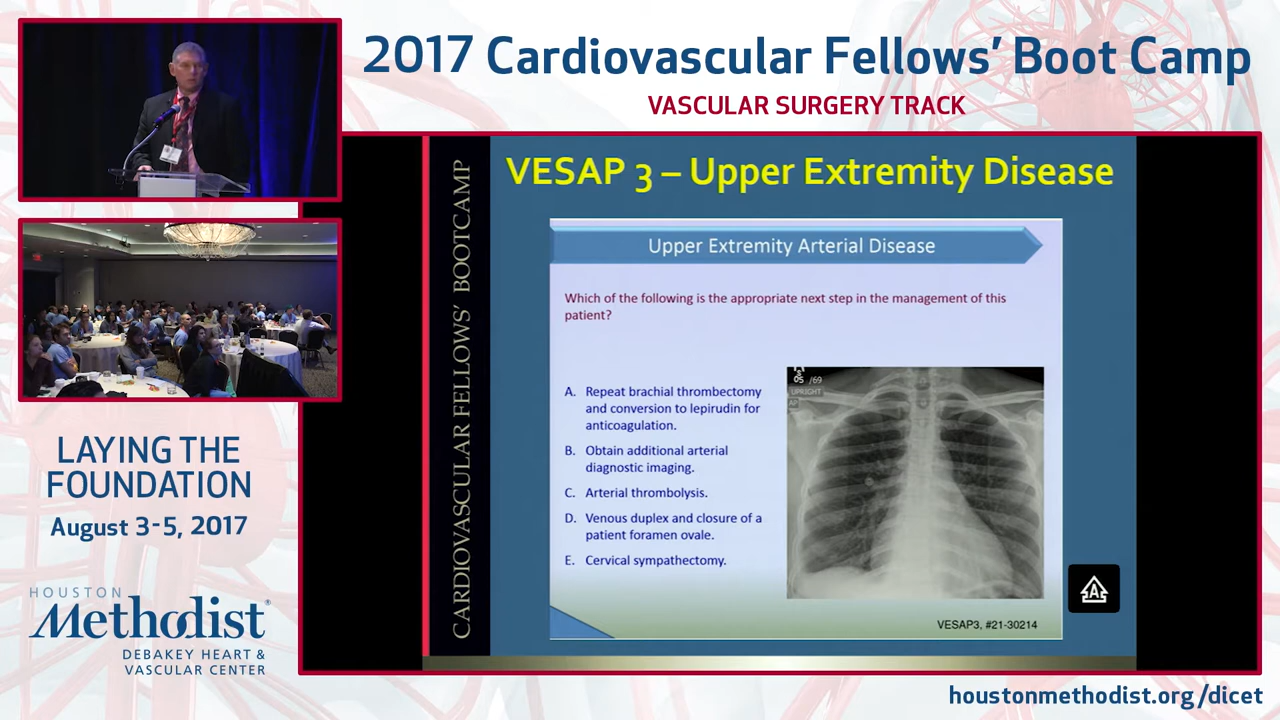 2017 Cardiovascular Fellows’ Boot Camp
VASCULAR SURGERY TRACK
CARDIOVASCULAR FELLOWS’ BOOTCAMP
VESAP 3 – Upper Extremity Disease
Upper Extremity Arterial Disease
Which of the following is the appropriate next step in the management of this
patient?
A. Repeat brachial thrombectomy
and conversion to lepirudin for
anticoagulation.
B. Obtain additional arterial
diagnostic imaging.
C. Arterial thrombolysis.
D. Venous duplex and closure of a
patient foramen ovale.
E. Cervical sympathectomy.
/69
UPRIGHT
AP
VESAP3, #21-30214
A
LAYING THE
FOUNDATION
August 3-5, 2017
HOUSTON
Methodist®
DEBAKEY HEART &
VASCULAR CENTER
houstonmethodist.org/dicet